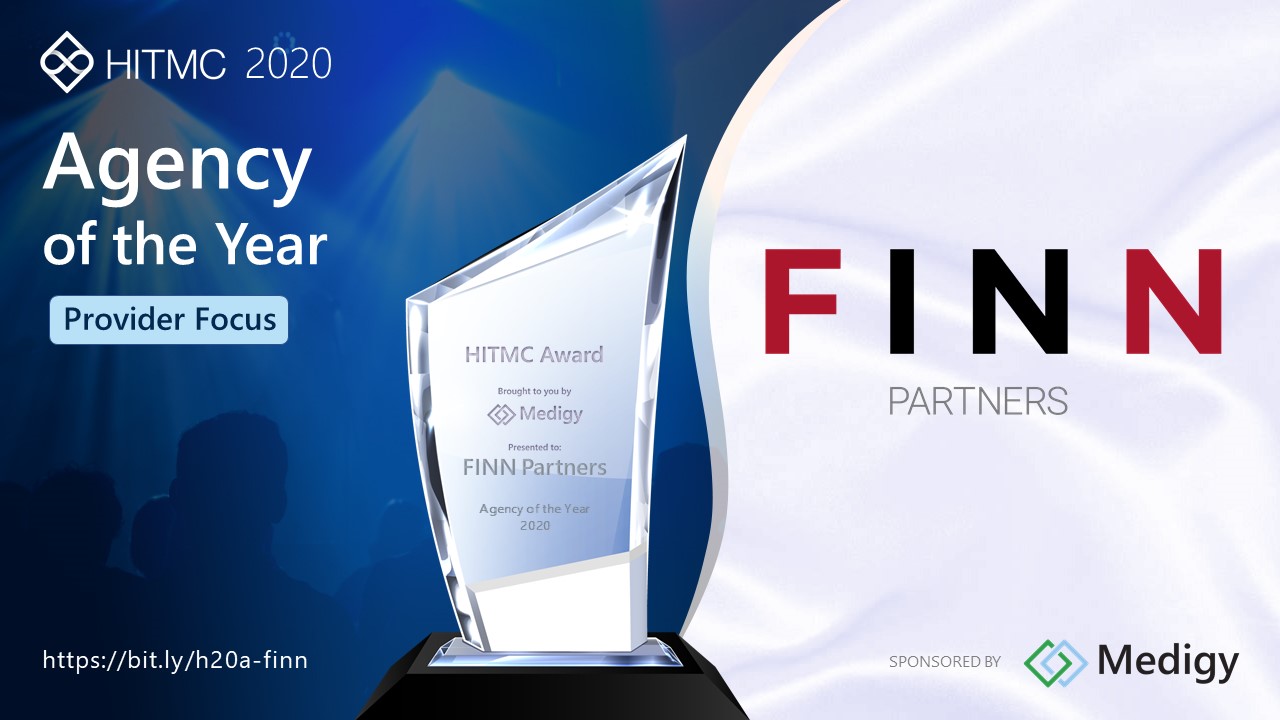 HITMC 2020
Agency
of the Year
Provider Focus
HITMC Award
Brought to you by
Medigy
Presented to:
FINN Partners
Agency of the Year
2020
https://bit.ly/h20a-finn
FINN
PARTNERS
SPONSORED BY Medigy